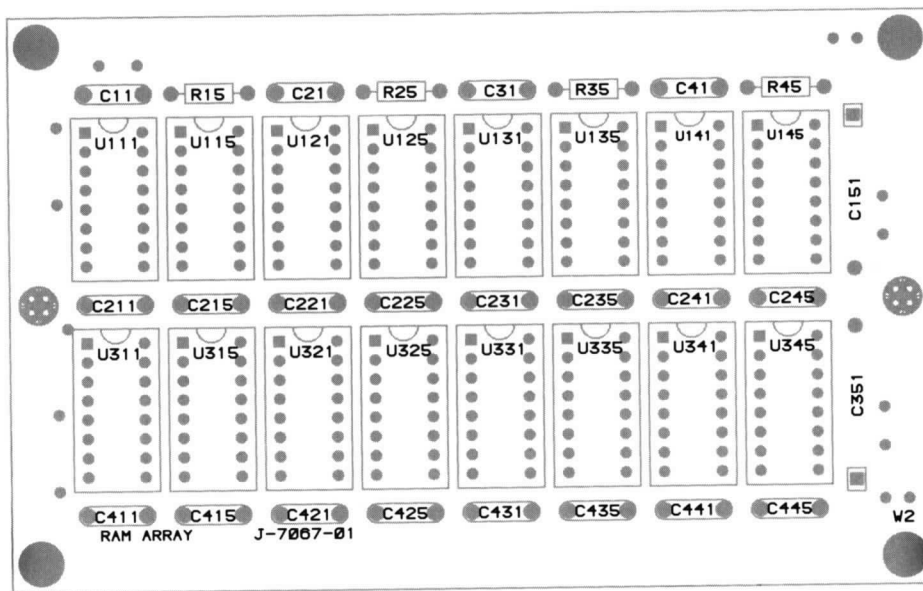 C11 R15 C21 R25 C31 R35 C41 R45
U111 U115 U121 U125 U131 U135 U141 U145
C151
C211 C215 C221 C225 C231 C235 C241 C245
U311 U315 U321 U325 U331 U335 U341 U345
C351
C411 C415 C421 C425 C431 C435 C441 C445
W2
RAM ARRAY J-7067-01